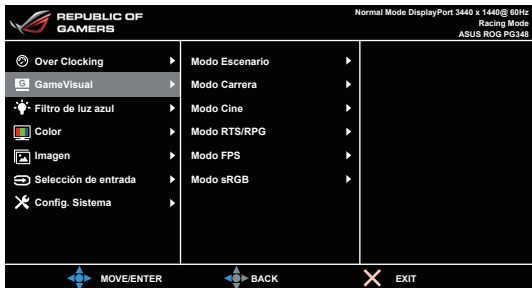 REPUBLIC OF
GAMERS
Normal Mode DisplayPort 3440 x 1440@ 60Hz
Racing Mode
ASUS ROG PG348
Over Clocking
GameVisual
Filtro de luz azul
Color
Imagen
Selección de entrada
Config. Sistema
Modo Escenario
Modo Carrera
Modo Cine
Modo RTS/RPG
Modo FPS
Modo sRGB
MOVE/ENTER
BACK
EXIT